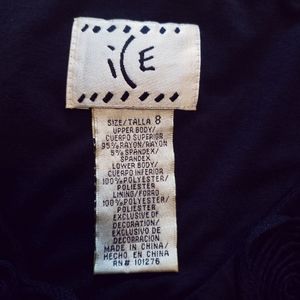 iCE
SIZE/TALLA 8
UPPER BODY/
CUERPO SUPERIOR
95% RAYON/RAYON
5% SPANDEX/
SPANDEX
LOWER BODY/
CUERPO INFERIOR
100% POLYESTER/
POLIESTER
LINING/FORRO
100% POLYESTER/
POLIESTER
EXCLUSIVE OF
DECORATION/
EXCLUSIVO DE
DECORACION
MADE IN CHINA/
HECHO EN CHINA
RN# 101276